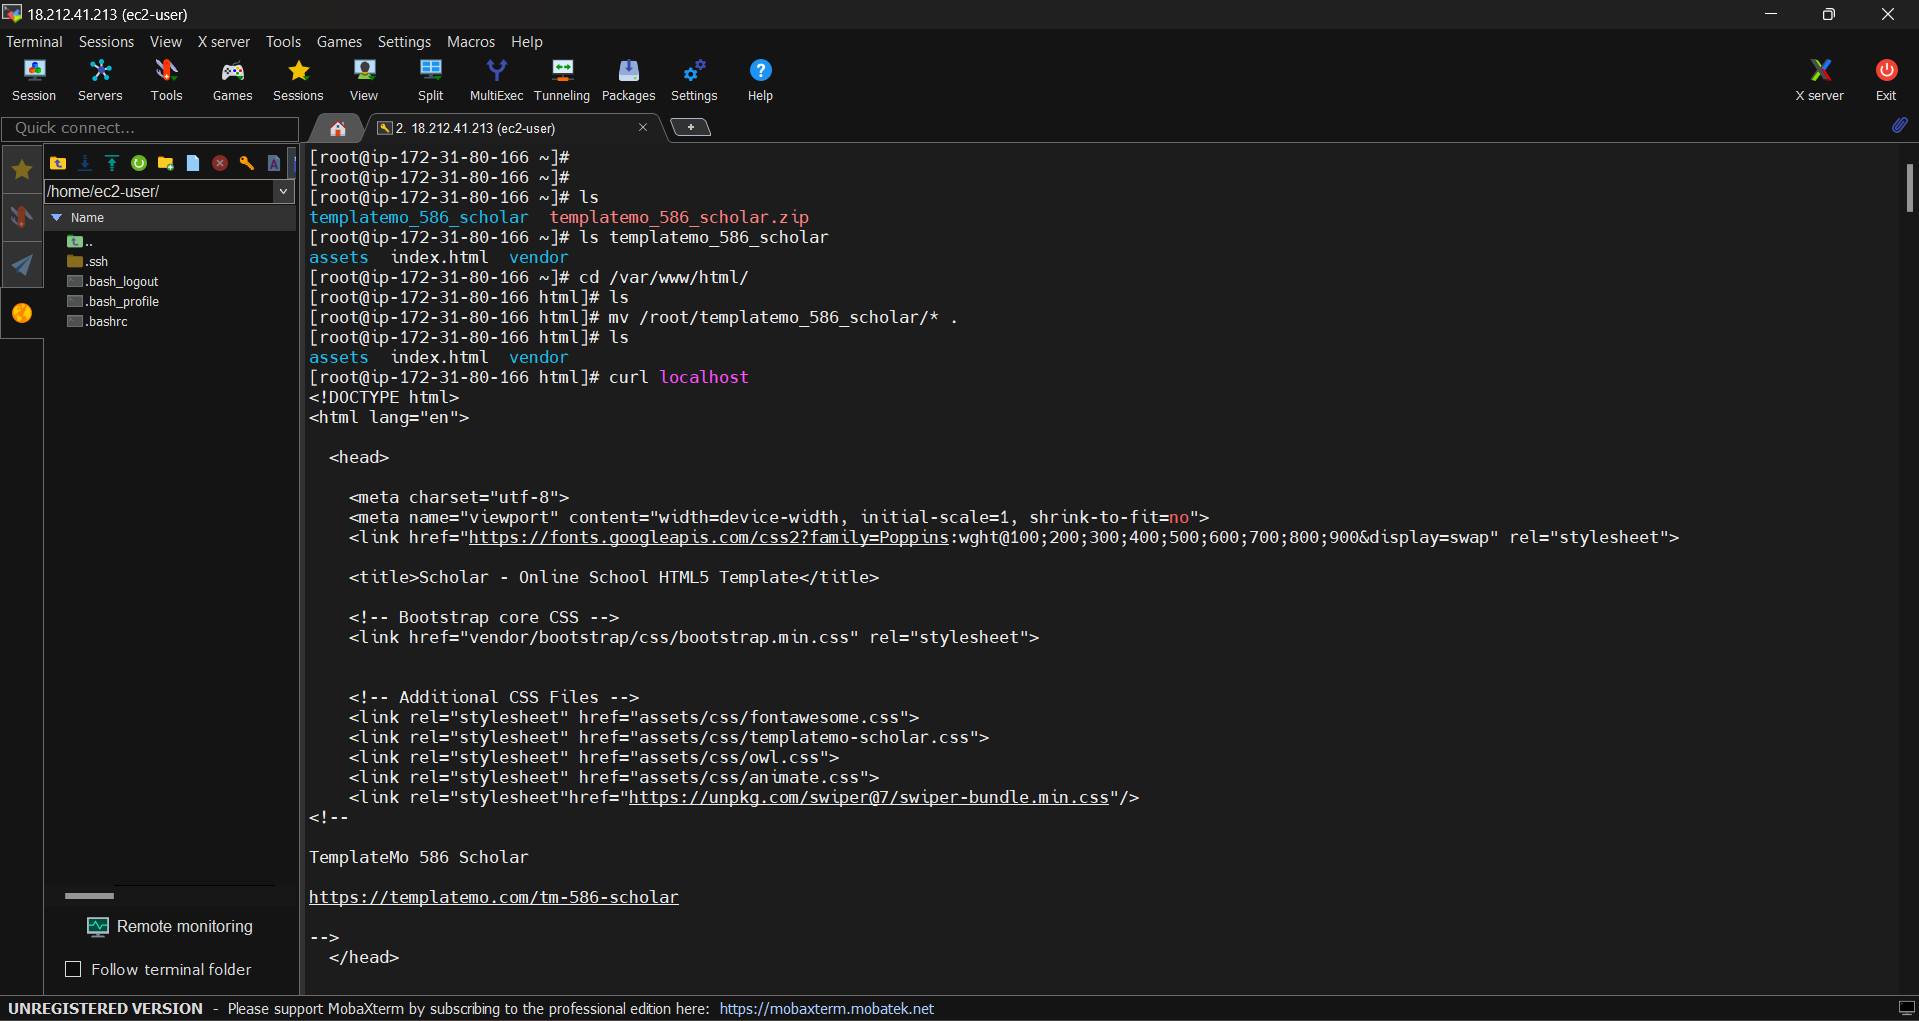 18.212.41.213 (ec2-user)
Terminal Sessions View X server Tools Games Settings Macros Help
Session Servers Tools Games Sessions View Split MultiExec Tunneling Packages Settings Help X server Exit
Quick connect...
2. 18.212.41.213 (ec2-user)
/home/ec2-user/
Name
..
.ssh
.bash_logout
.bash_profile
.bashrc
Remote monitoring
Follow terminal folder
[root@ip-172-31-80-166 ~]#
[root@ip-172-31-80-166 ~]#
[root@ip-172-31-80-166 ~]# ls
templatemo_586_scholar  templatemo_586_scholar.zip
[root@ip-172-31-80-166 ~]# ls templatemo_586_scholar
assets  index.html  vendor
[root@ip-172-31-80-166 ~]# cd /var/www/html/
[root@ip-172-31-80-166 html]# ls
[root@ip-172-31-80-166 html]# mv /root/templatemo_586_scholar/* .
[root@ip-172-31-80-166 html]# ls
assets  index.html  vendor
[root@ip-172-31-80-166 html]# curl localhost
<!DOCTYPE html>
<html lang="en">
<head>
<meta charset="utf-8">
<meta name="viewport" content="width=device-width, initial-scale=1, shrink-to-fit=no">
<link href="https://fonts.googleapis.com/css2?family=Poppins:wght@100;200;300;400;500;600;700;800;900&display=swap" rel="stylesheet">
<title>Scholar - Online School HTML5 Template</title>
<!-- Bootstrap core CSS -->
<link href="vendor/bootstrap/css/bootstrap.min.css" rel="stylesheet">
<!-- Additional CSS Files -->
<link rel="stylesheet" href="assets/css/fontawesome.css">
<link rel="stylesheet" href="assets/css/templatemo-scholar.css">
<link rel="stylesheet" href="assets/css/owl.css">
<link rel="stylesheet" href="assets/css/animate.css">
<link rel="stylesheet"href="https://unpkg.com/swiper@7/swiper-bundle.min.css"/>
<!--
TemplateMo 586 Scholar
https://templatemo.com/tm-586-scholar
-->
</head>
UNREGISTERED VERSION - Please support MobaXterm by subscribing to the professional edition here: https://mobaxterm.mobatek.net